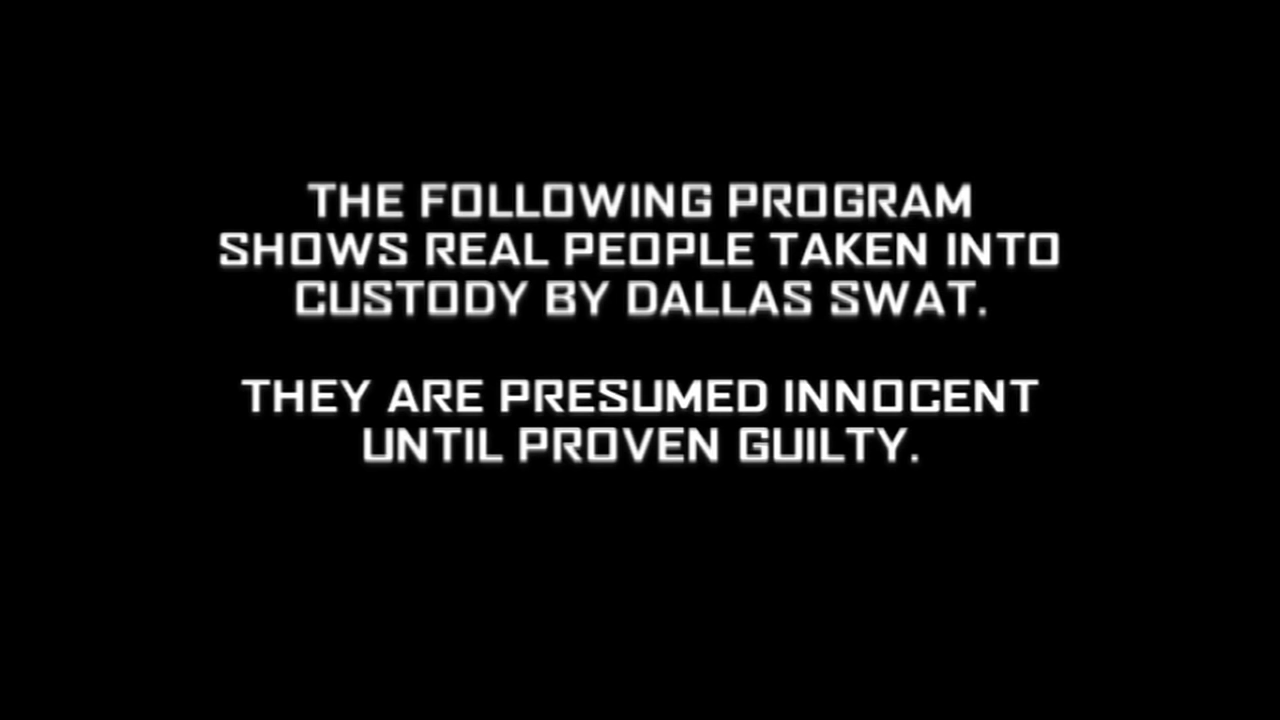 THE FOLLOWING PROGRAM
SHOWS REAL PEOPLE TAKEN INTO
CUSTODY BY DALLAS SWAT.
THEY ARE PRESUMED INNOCENT
UNTIL PROVEN GUILTY.